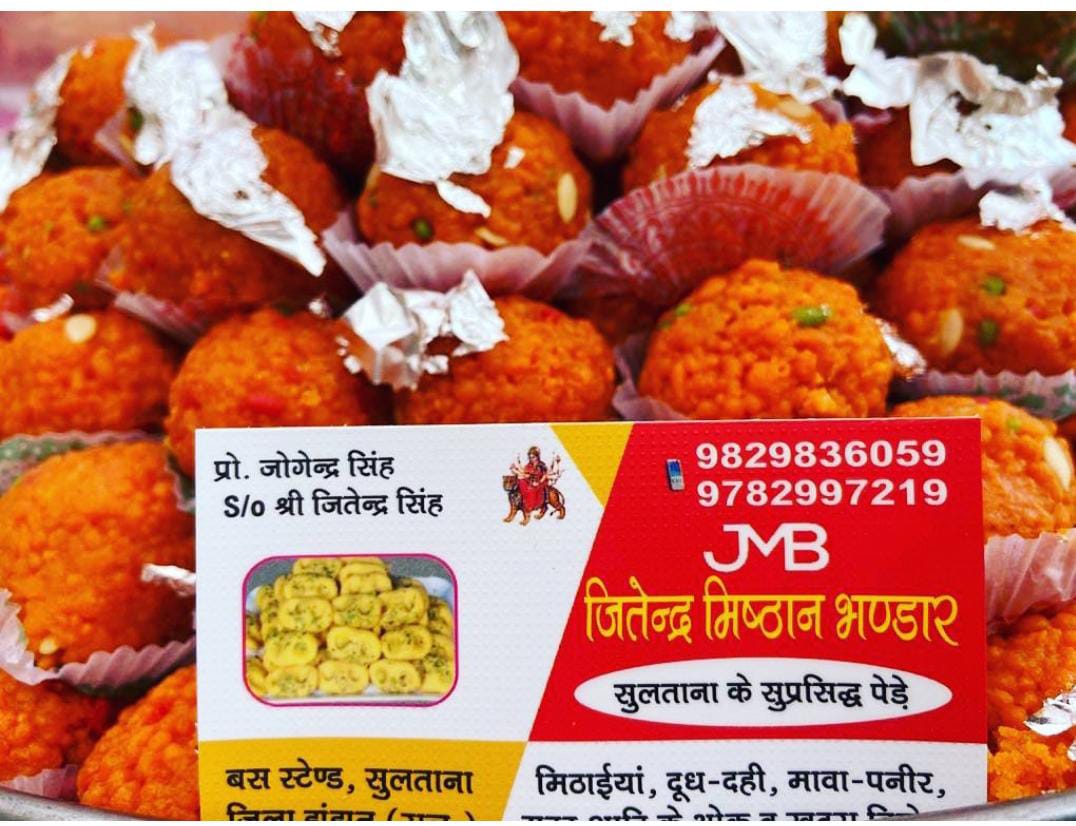 प्रो. जोगेन्द्र सिंह
S/o श्री जितेन्द्र सिंह
9829836059
9782997219
JMB
जितेन्द्र मिष्ठान भण्डार
सुलताना के सुप्रसिद्ध पेड़े
बस स्टेण्ड, सुलताना
मिठाईयां, दूध-दही, मावा-पनीर,